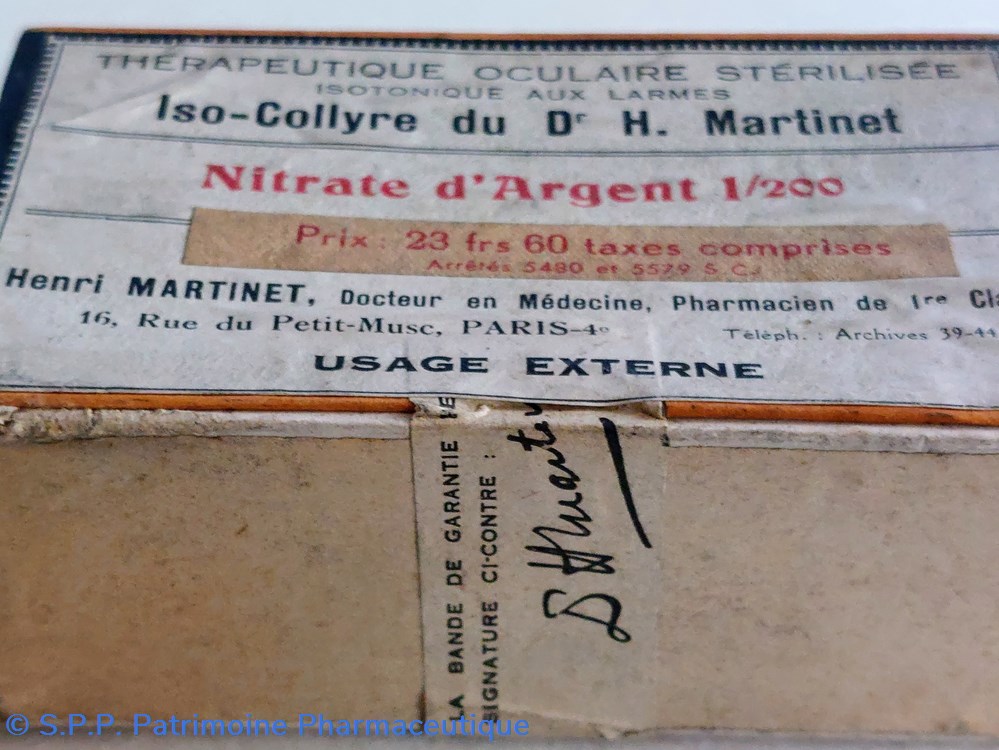 THÉRAPEUTIQUE OCULAIRE STÉRILISÉE
ISOTONIQUE AUX LARMES
Iso-Collyre du Dr H. Martinet
Nitrate d'Argent 1/200
Prix : 23 frs 60 taxes comprises
Arrêtés 5480 et 5579 S.C.
Henri MARTINET, Docteur en Médecine, Pharmacien de 1re
16, Rue du Petit-Musc, PARIS-4e
Téléph. : Archives 39-44
USAGE EXTERNE
LA BANDE DE GARANTIE
SIGNATURE CI-CONTRE :
© S.P.P. Patrimoine Pharmaceutique